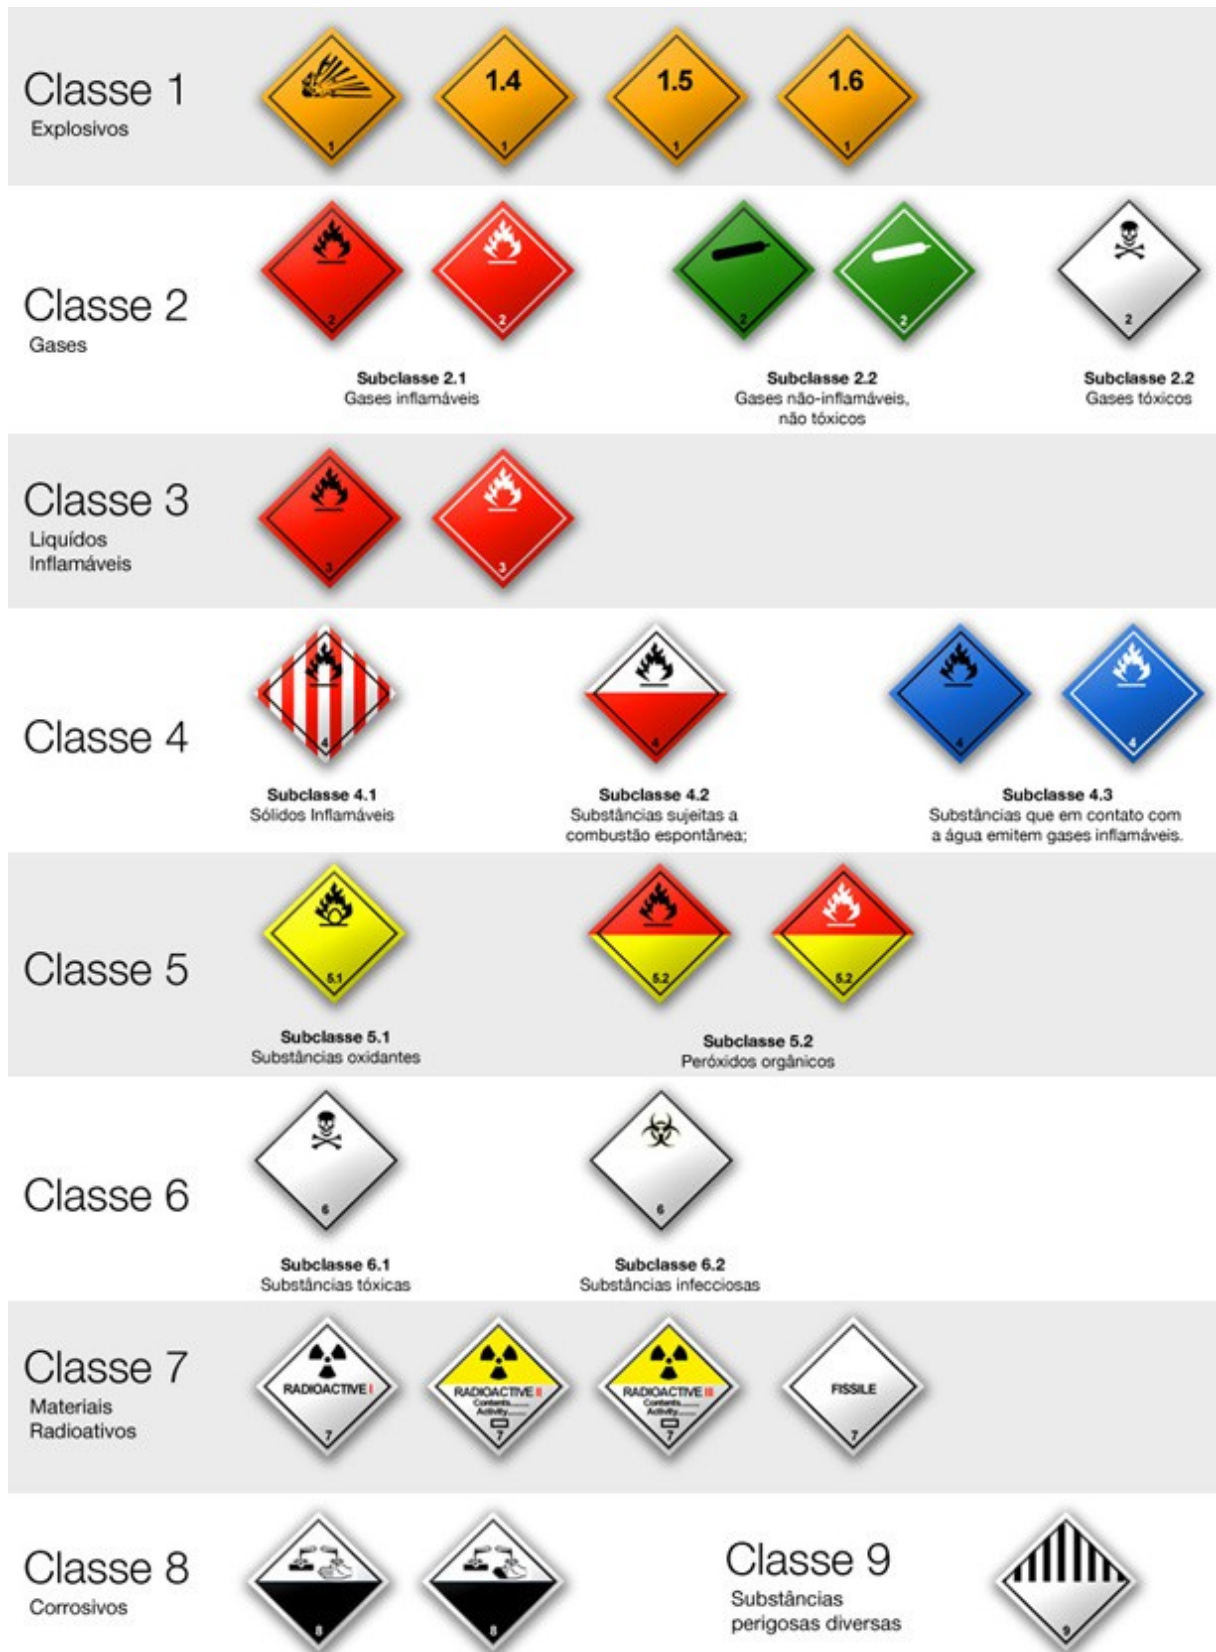 Classe 1
Explosivos
1
1.4
1
1.5
1
1.6
1
Classe 2
Gases
2
2
2
2
2
Subclasse 2.1
Gases inflamáveis
Subclasse 2.2
Gases não-inflamáveis,
não tóxicos
Subclasse 2.2
Gases tóxicos
Classe 3
Liquídos
Inflamáveis
3
3
Classe 4
4
4
4
4
Subclasse 4.1
Sólidos Inflamáveis
Subclasse 4.2
Substâncias sujeitas a
combustão espontânea;
Subclasse 4.3
Substâncias que em contato com
a água emitem gases inflamáveis.
Classe 5
5.1
5.2
5.2
Subclasse 5.1
Substâncias oxidantes
Subclasse 5.2
Peróxidos orgânicos
Classe 6
6
6
Subclasse 6.1
Substâncias tóxicas
Subclasse 6.2
Substâncias infecciosas
Classe 7
Materiais
Radioativos
RADIOACTIVE I
7
RADIOACTIVE II
Contents........
Activity........
7
RADIOACTIVE III
Contents........
Activity........
7
FISSILE
7
Classe 8
Corrosivos
8
8
Classe 9
Substâncias
perigosas diversas
9